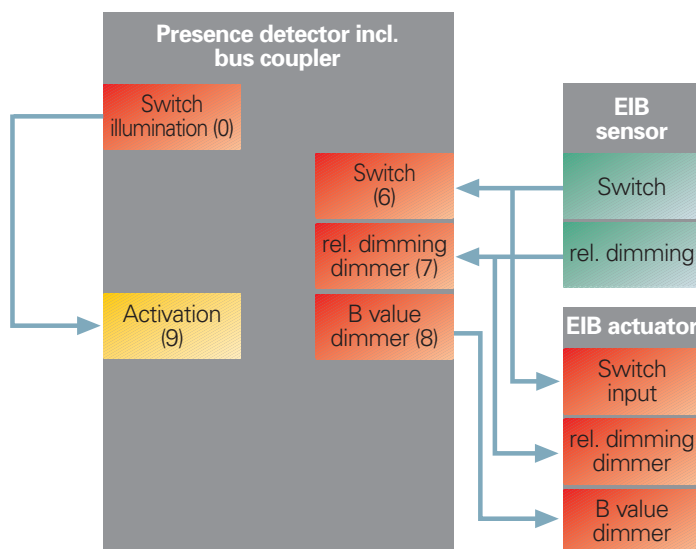 Presence detector incl.
bus coupler
Switch
illumination (0)
Switch
(6)
rel. dimming
dimmer (7)
Activation
(9)
B value
dimmer (8)
EIB
sensor
Switch
rel. dimming
EIB actuator
Switch
input
rel. dimming
dimmer
B value
dimmer